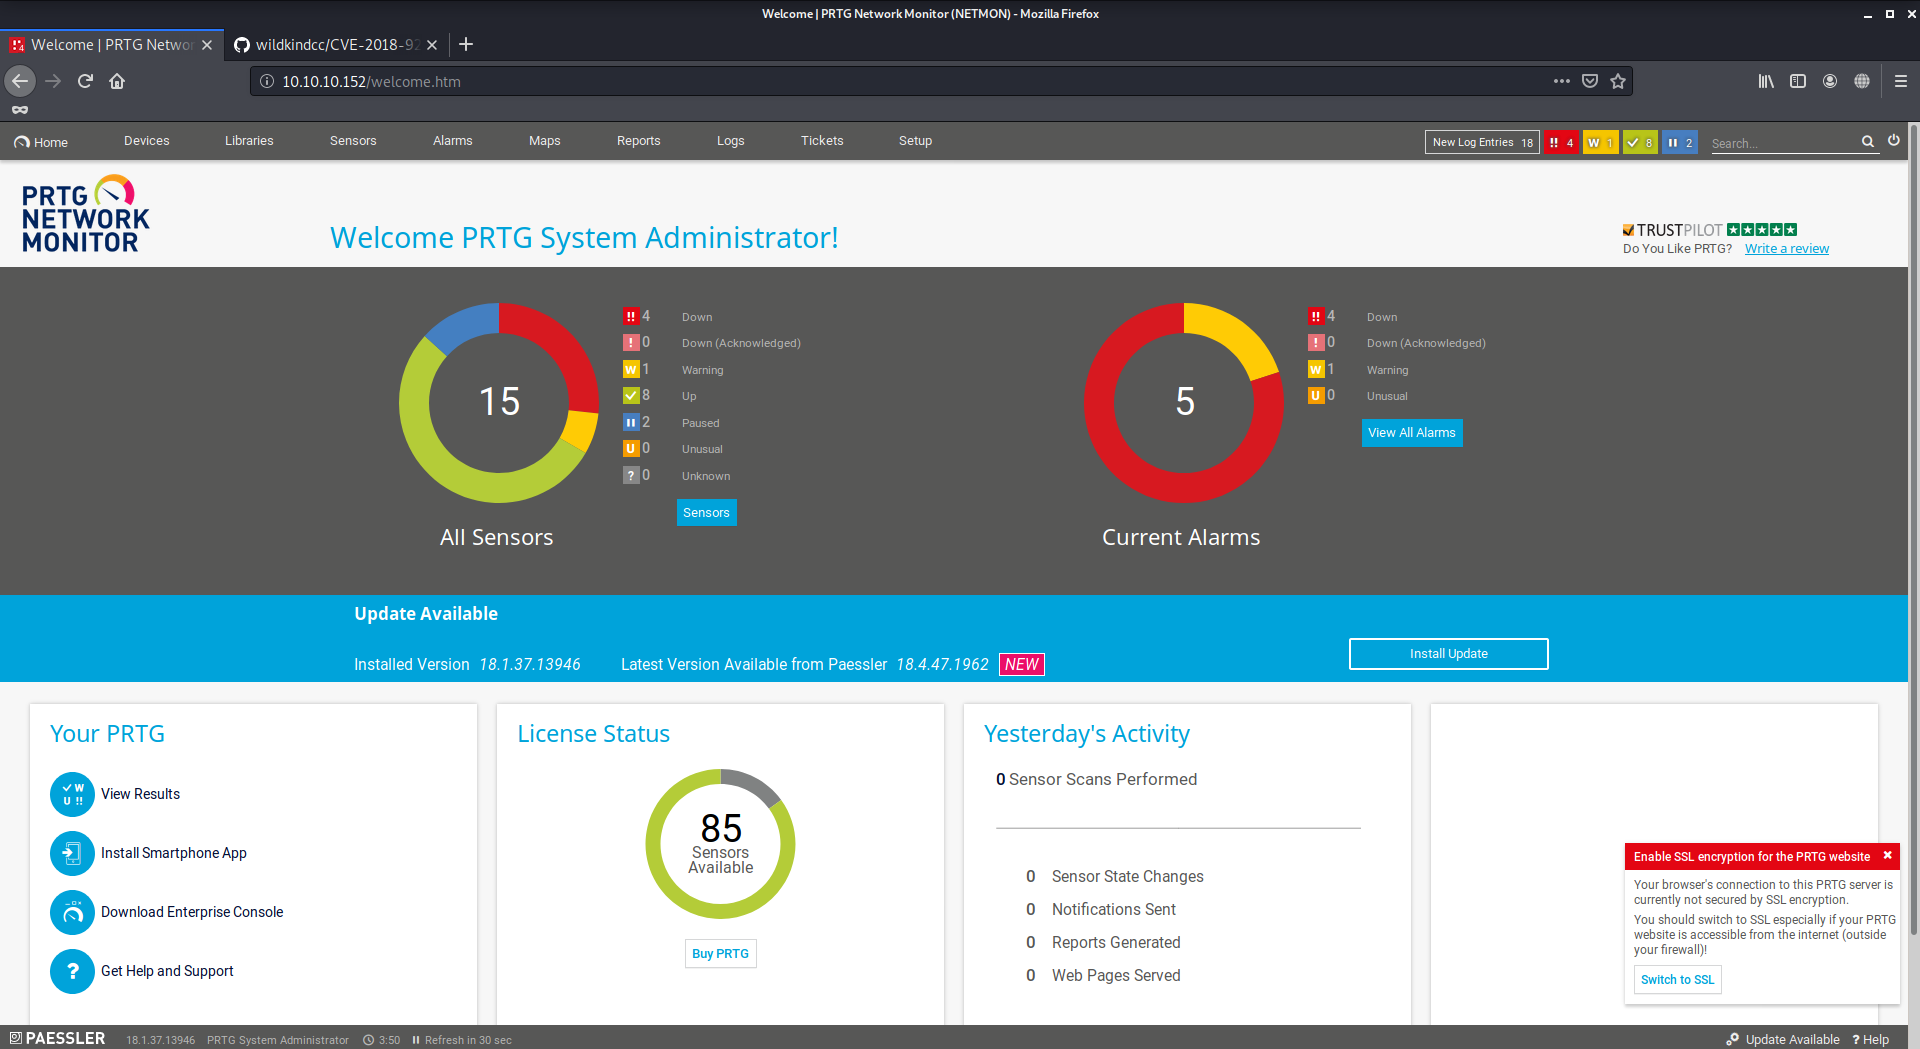 Welcome | PRTG Network Monitor (NETMON) - Mozilla Firefox
Welcome | PRTG Networ
wildkindcc/CVE-2018-92
10.10.10.152/welcome.htm
Home
Devices
Libraries
Sensors
Alarms
Maps
Reports
Logs
Tickets
Setup
New Log Entries 18
!! 4
W 1
8
2
Search...
PRTG
NETWORK
MONITOR
Welcome PRTG System Administrator!
TRUSTPILOT
Do You Like PRTG? Write a review
15
All Sensors
!! 4 Down
! 0 Down (Acknowledged)
W 1 Warning
8 Up
2 Paused
U 0 Unusual
? 0 Unknown
Sensors
5
Current Alarms
!! 4 Down
! 0 Down (Acknowledged)
W 1 Warning
U 0 Unusual
View All Alarms
Update Available
Installed Version 18.1.37.13946 Latest Version Available from Paessler 18.4.47.1962 NEW
Install Update
Your PRTG
W
U !!
View Results
Install Smartphone App
Download Enterprise Console
? Get Help and Support
License Status
85
Sensors
Available
Buy PRTG
Yesterday's Activity
0 Sensor Scans Performed
0 Sensor State Changes
0 Notifications Sent
0 Reports Generated
0 Web Pages Served
Enable SSL encryption for the PRTG website
Your browser's connection to this PRTG server is
currently not secured by SSL encryption.
You should switch to SSL especially if your PRTG
website is accessible from the internet (outside
your firewall)!
Switch to SSL
PAESSLER
18.1.37.13946
PRTG System Administrator
3:50
Refresh in 30 sec
Update Available
? Help